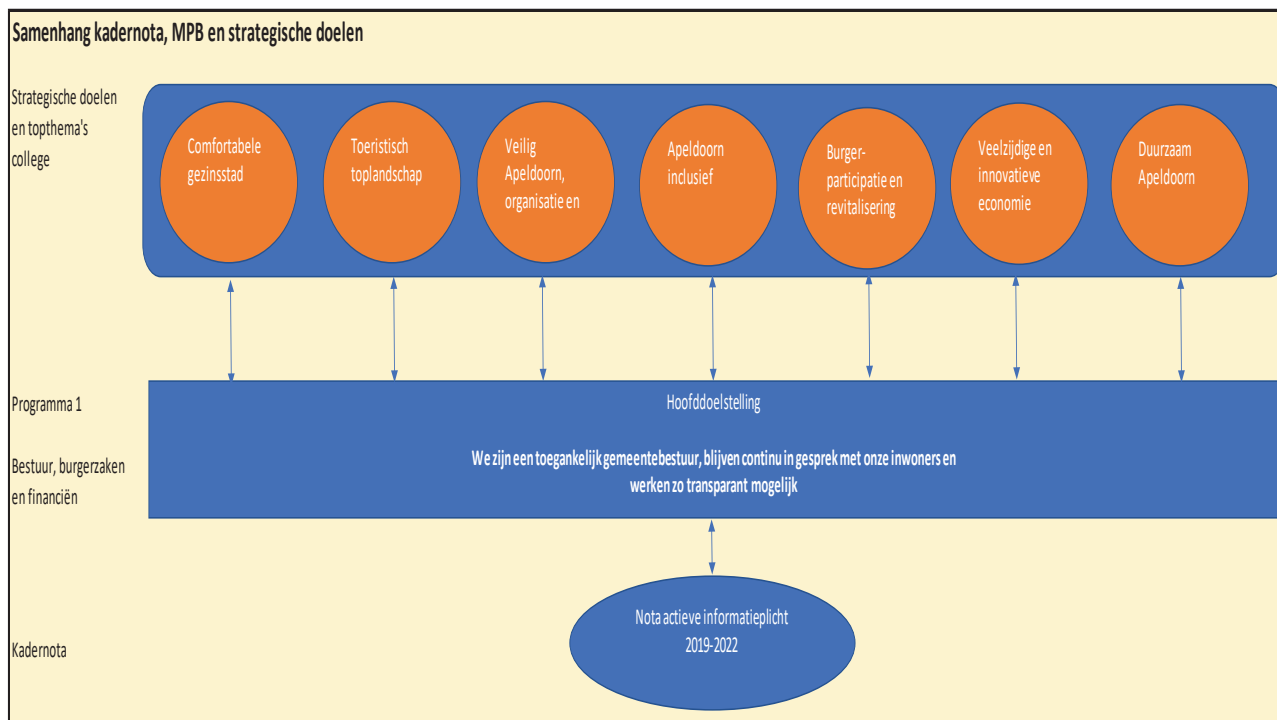 Samenhang kadernota, MPB en strategische doelen
Strategische doelen
en topthema's
college
Comfortabele
gezinsstad
Toeristisch
toplandschap
Veilig
Apeldoorn,
organisatie en
Apeldoorn
inclusief
Burger-
participatie en
revitalisering
Veelzijdige en
innovatieve
economie
Duurzaam
Apeldoorn
Programma 1
Bestuur, burgerzaken
en financiën
Hoofddoelstelling
We zijn een toegankelijk gemeentebestuur, blijven continu in gesprek met onze inwoners en
werken zo transparant mogelijk
Kadernota
Nota actieve informatieplicht
2019-2022